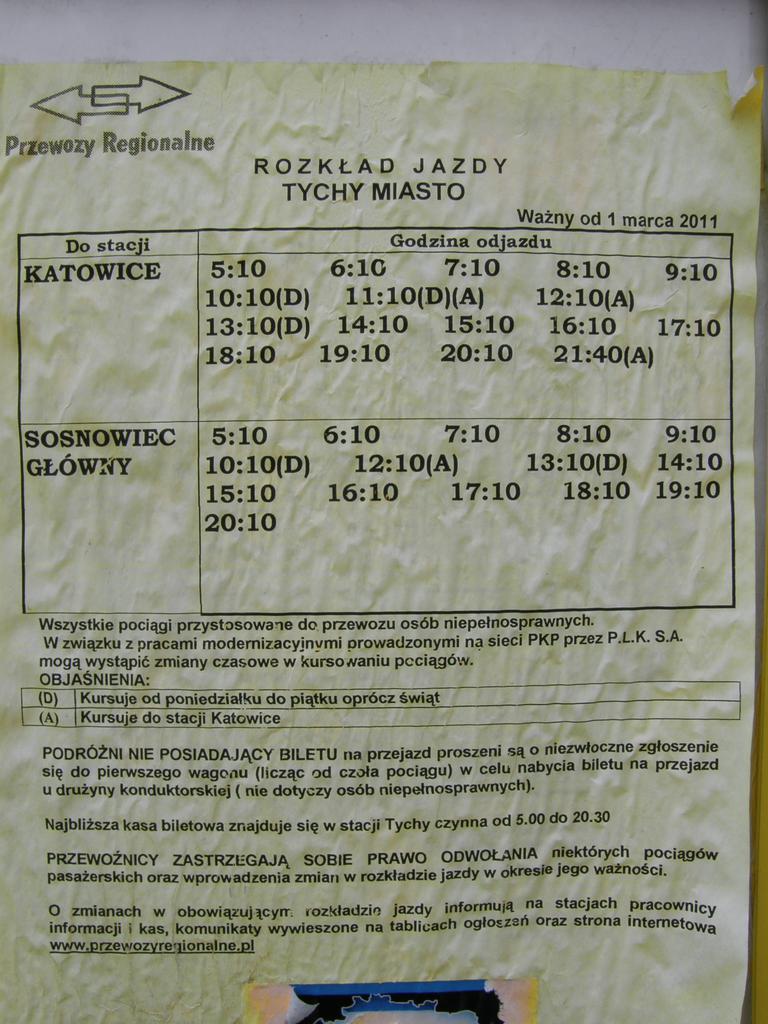 Przewozy Regionalne
ROZKŁAD JAZDY
TYCHY MIASTO
Ważny od 1 marca 2011
Do stacji Godzina odjazdu
KATOWICE 5:10 6:10 7:10 8:10 9:10
10:10(D) 11:10(D)(A) 12:10(A)
13:10(D) 14:10 15:10 16:10 17:10
18:10 19:10 20:10 21:40(A)
SOSNOWIEC 5:10 6:10 7:10 8:10 9:10
GŁÓWNY 10:10(D) 12:10(A) 13:10(D) 14:10
15:10 16:10 17:10 18:10 19:10
20:10
Wszystkie pociągi przystosowane do przewozu osób niepełnosprawnych.
W związku z pracami modernizacyjnymi prowadzonymi na sieci PKP przez P.L.K. S.A.
mogą wystąpić zmiany czasowe w kursowaniu pociągów.
OBJAŚNIENIA:
(D) Kursuje od poniedziałku do piątku oprócz świąt
(A) Kursuje do stacji Katowice
PODRÓŻNI NIE POSIADAJĄCY BILETU na przejazd proszeni są o niezwłoczne zgłoszenie
się do pierwszego wagonu (licząc od czoła pociągu) w celu nabycia biletu na przejazd
u drużyny konduktorskiej ( nie dotyczy osób niepełnosprawnych).
Najbliższa kasa biletowa znajduje się w stacji Tychy czynna od 5.00 do 20.30
PRZEWOŹNICY ZASTRZEGAJĄ SOBIE PRAWO ODWOŁANIA niektórych pociągów
pasażerskich oraz wprowadzenia zmian w rozkładzie jazdy w okresie jego ważności.
O zmianach w obowiązującym rozkładzie jazdy informują na stacjach pracownicy
informacji i kas, komunikaty wywieszone na tablicach ogłoszeń oraz strona internetową
www.przewozyregionalne.pl